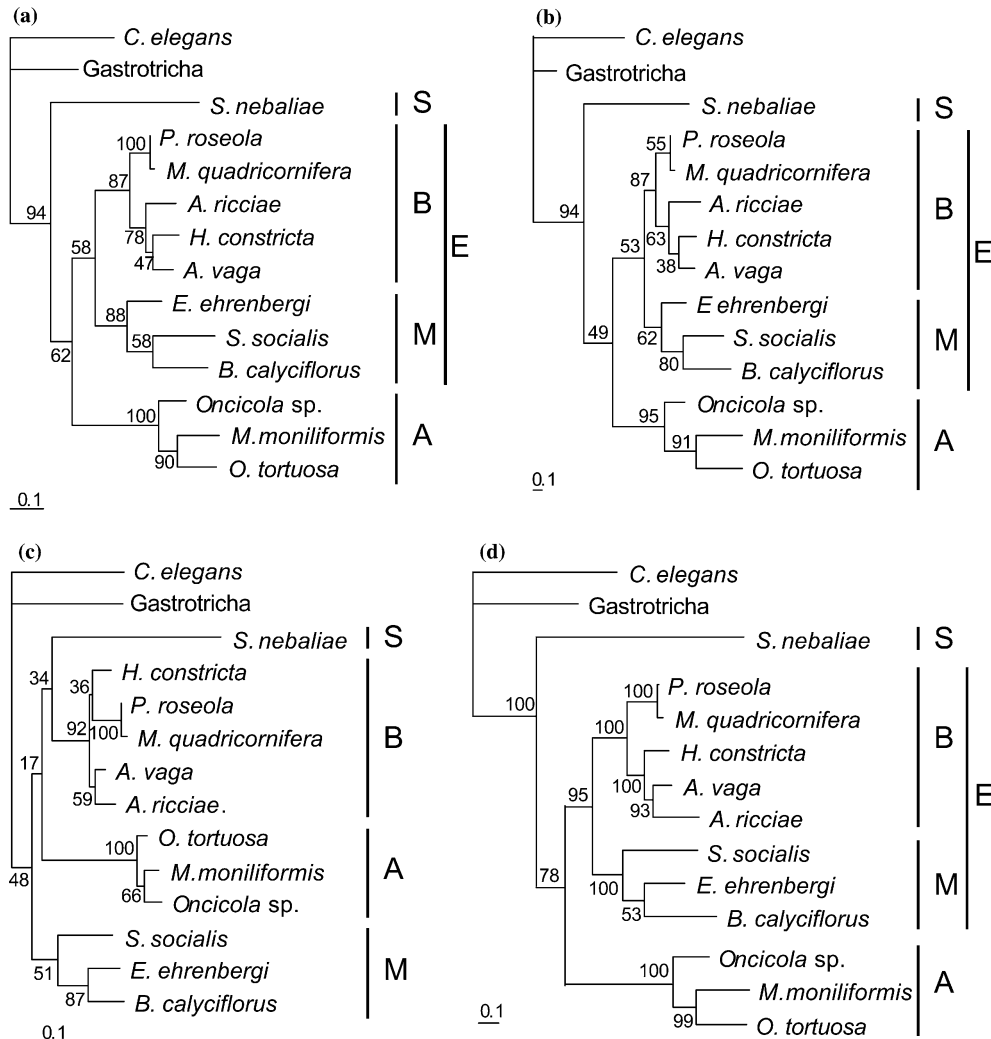 (a)
C. elegans
Gastrotricha
S. nebaliae
S
P. roseola
100
M. quadricornifera
87
A. ricciae
B
94
78
H. constricta
58
E
47
A. vaga
E. ehrenbergi
88
S. socialis
58
M
62
B. calyciflorus
Oncicola sp.
100
M.moniliformis
A
90
O. tortuosa
0.1
(b)
C. elegans
Gastrotricha
S. nebaliae
S
P. roseola
55
M. quadricornifera
87
A. ricciae
B
94
63
H. constricta
53
E
38
A. vaga
E ehrenbergi
62
S. socialis
49
M
80
B. calyciflorus
Oncicola sp.
95
M.moniliformis
91
A
O. tortuosa
0.1
(c)
C. elegans
Gastrotricha
S. nebaliae
S
34
H. constricta
36
P. roseola
92
100
M. quadricornifera
B
17
A. vaga
59
A. ricciae.
O. tortuosa
100
M.moniliformis
A
48
66
Oncicola sp.
S. socialis
51
E. ehrenbergi
M
87
B. calyciflorus
0.1
(d)
C. elegans
Gastrotricha
S. nebaliae
S
P. roseola
100
M. quadricornifera
100
100
H. constricta
B
100
A. vaga
95
E
93
A. ricciae
S. socialis
78
100
E. ehrenbergi
M
53
B. calyciflorus
Oncicola sp.
100
M.moniliformis
A
99
O. tortuosa
0.1